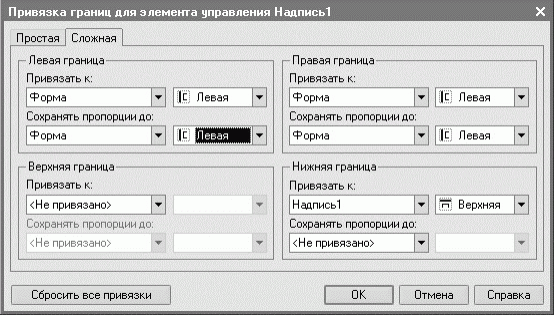 Привязка границ для элемента управления Надпись1
Простая Сложная
Левая граница
Привязать к:
Форма Левая
Сохранять пропорции до:
Форма Левая
Правая граница
Привязать к:
Форма Левая
Сохранять пропорции до:
Форма Левая
Верхняя граница
Привязать к:
<Не привязано>
Сохранять пропорции до:
<Не привязано>
Нижняя граница
Привязать к:
Надпись1 Верхняя
Сохранять пропорции до:
<Не привязано>
Сбросить все привязки ОК Отмена Справка